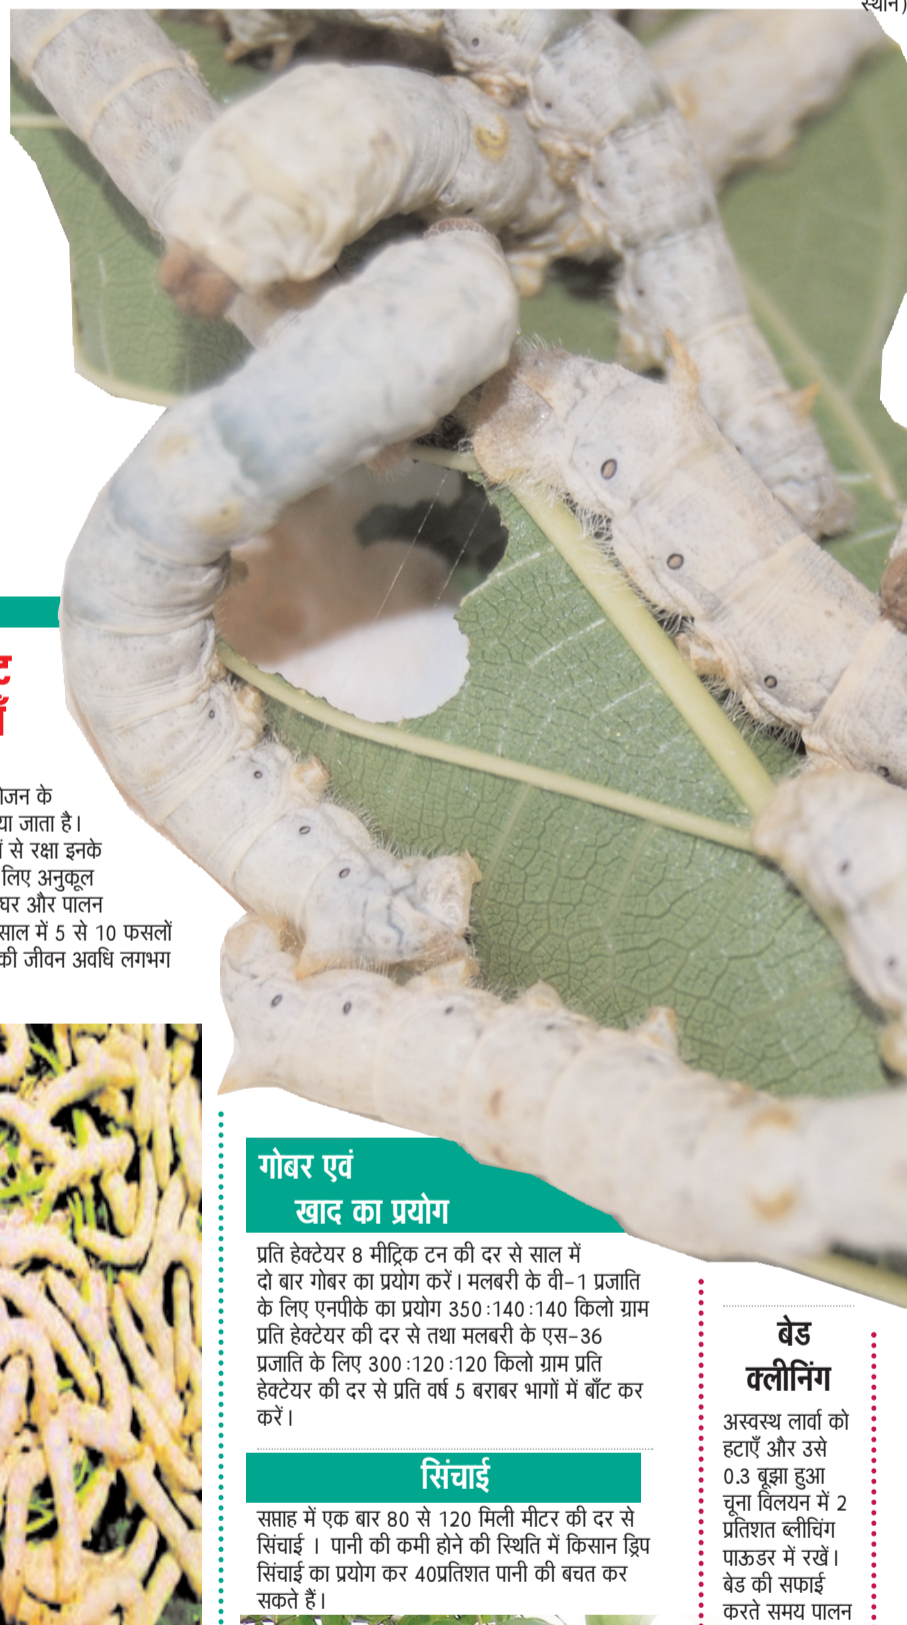 स्थान)
भोजन के
या जाता है।
से रक्षा इनके
लिए अनुकूल
घर और पालन
साल में 5 से 10 फसलों
की जीवन अवधि लगभग
गोबर एवं
खाद का प्रयोग
प्रति हेक्टेयर 8 मीट्रिक टन की दर से साल में
दो बार गोबर का प्रयोग करें। मलबरी के वी-1 प्रजाति
के लिए एनपीके का प्रयोग 350:140:140 किलो ग्राम
प्रति हेक्टेयर की दर से तथा मलबरी के एस-36
प्रजाति के लिए 300:120:120 किलो ग्राम प्रति
हेक्टेयर की दर से प्रति वर्ष 5 बराबर भागों में बाँट कर
करें।
सिंचाई
सप्ताह में एक बार 80 से 120 मिली मीटर की दर से
सिंचाई । पानी की कमी होने की स्थिति में किसान ड्रिप
सिंचाई का प्रयोग कर 40प्रतिशत पानी की बचत कर
सकते हैं।
बेड
क्लीनिंग
अस्वस्थ लार्वा को
हटाएँ और उसे
0.3 बूझा हुआ
चूना विलयन में 2
प्रतिशत ब्लीचिंग
पाऊडर में रखें।
बेड की सफाई
करते समय पालन